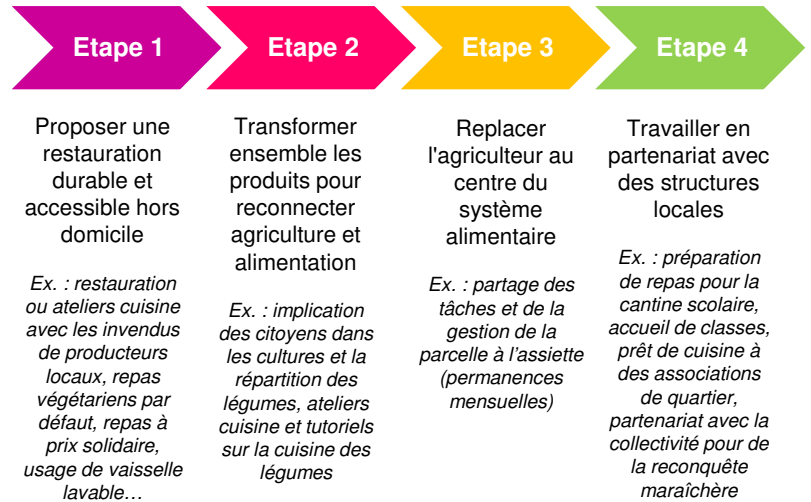 Etape 1
Etape 2
Etape 3
Etape 4
Proposer une
restauration
durable et
accessible hors
domicile
Ex. : restauration
ou ateliers cuisine
avec les invendus
de producteurs
locaux, repas
végétariens par
défaut, repas à
prix solidaire,
usage de vaisselle
lavable…
Transformer
ensemble les
produits pour
reconnecter
agriculture et
alimentation
Ex. : implication
des citoyens dans
les cultures et la
répartition des
légumes, ateliers
cuisine et tutoriels
sur la cuisine des
légumes
Replacer
l'agriculteur au
centre du
système
alimentaire
Ex. : partage des
tâches et de la
gestion de la
parcelle à l’assiette
(permanences
mensuelles)
Travailler en
partenariat avec
des structures
locales
Ex. : préparation
de repas pour la
cantine scolaire,
accueil de classes,
prêt de cuisine à
des associations
de quartier,
partenariat avec la
collectivité pour de
la reconquête
maraîchère